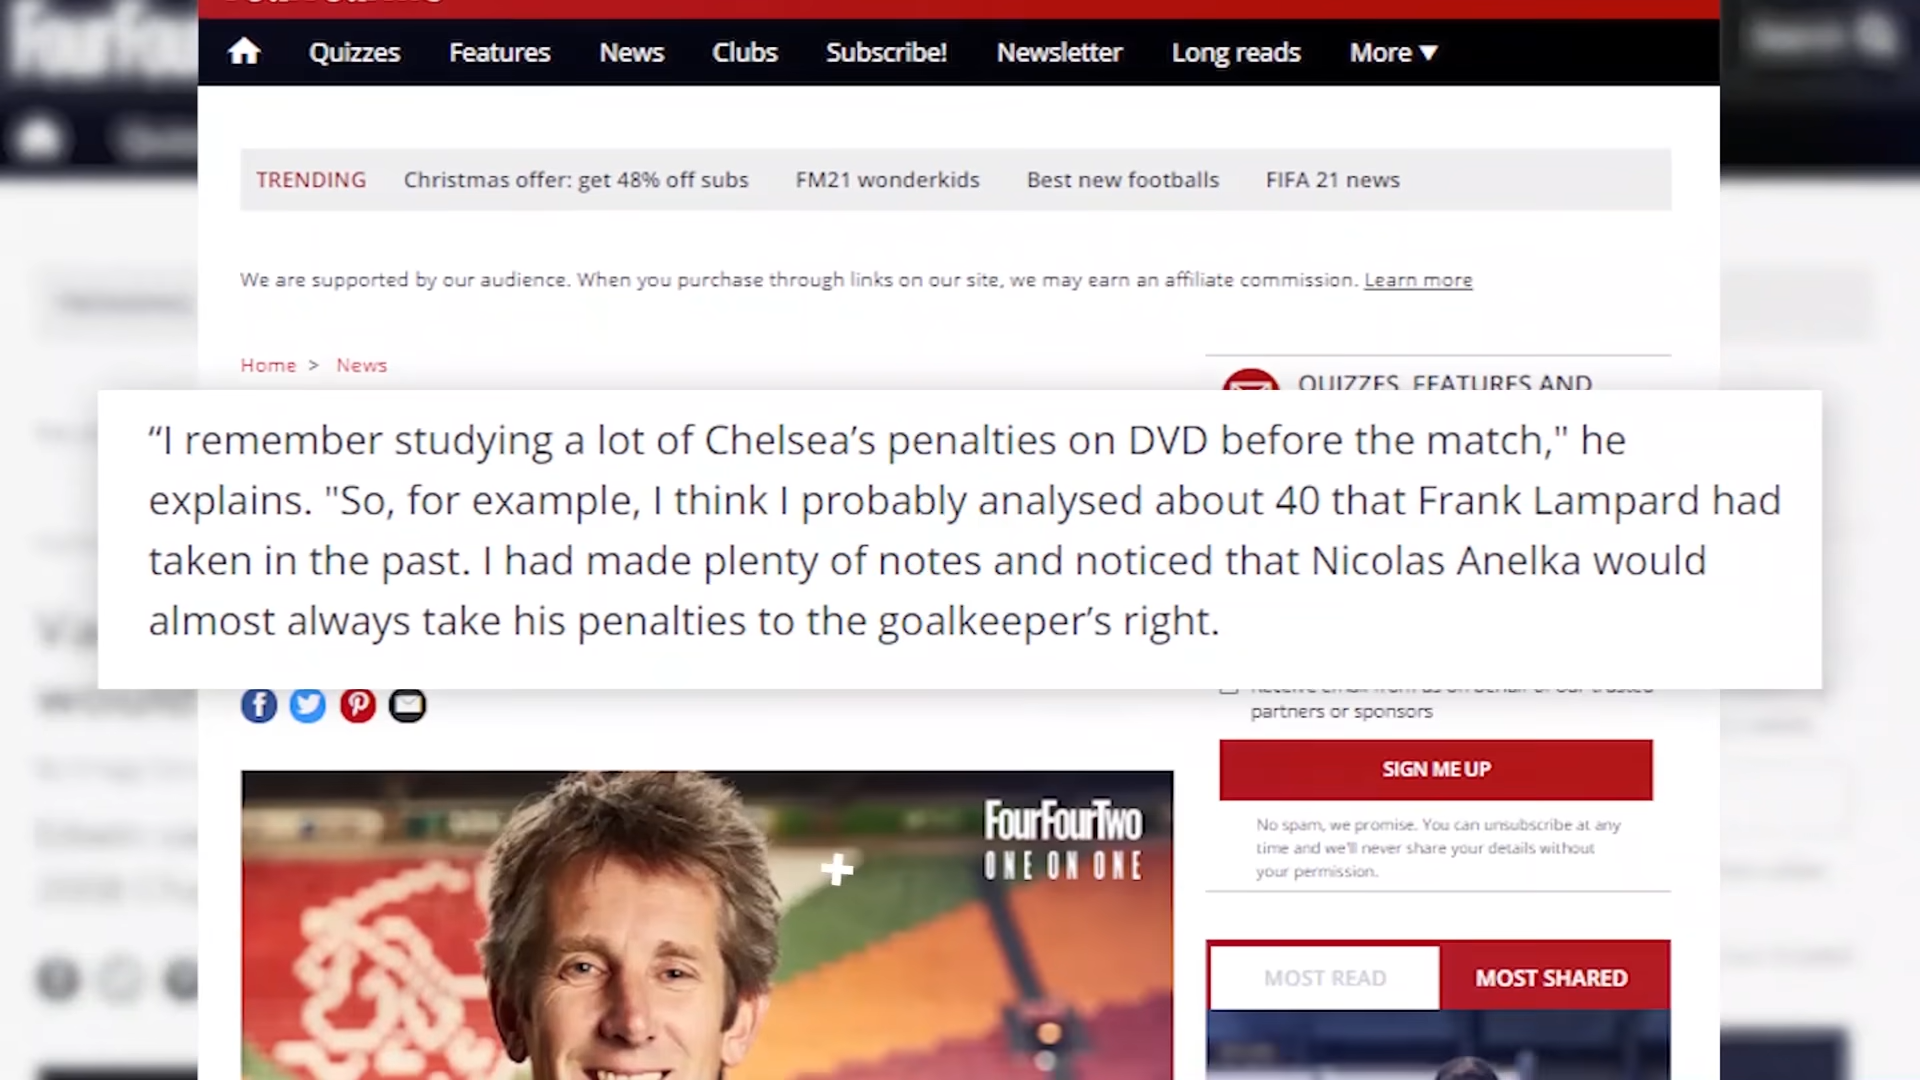 Quizzes Features News Clubs Subscribe! Newsletter Long reads More ▼
TRENDING Christmas offer: get 48% off subs FM21 wonderkids Best new footballs FIFA 21 news
We are supported by our audience. When you purchase through links on our site, we may earn an affiliate commission. Learn more
Home > News
QUIZZES, FEATURES AND
“I remember studying a lot of Chelsea’s penalties on DVD before the match," he
explains. "So, for example, I think I probably analysed about 40 that Frank Lampard had
taken in the past. I had made plenty of notes and noticed that Nicolas Anelka would
almost always take his penalties to the goalkeeper’s right.
Receive email from us on behalf of our trusted
partners or sponsors
SIGN ME UP
No spam, we promise. You can unsubscribe at any
time and we'll never share your details without
your permission.
FourFourTwo
ONE ON ONE
MOST READ
MOST SHARED